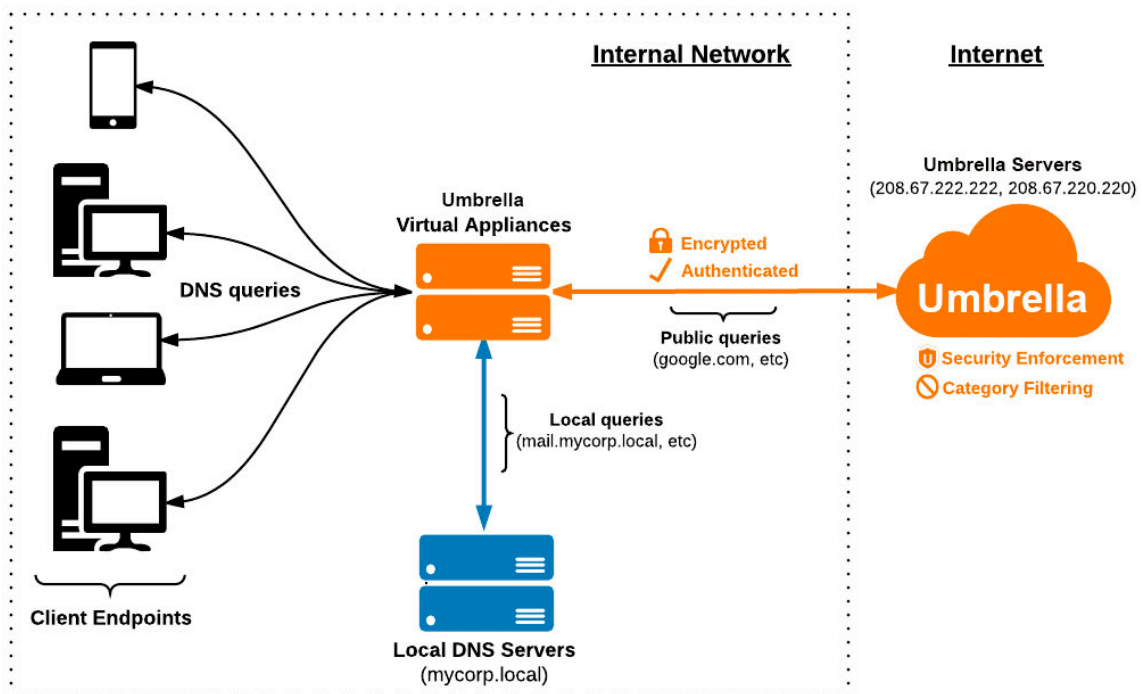 Internal Network
Internet
Umbrella Servers
(208.67.222.222, 208.67.220.220)
Umbrella
Virtual Appliances
Encrypted
Authenticated
DNS queries
Umbrella
Public queries
(google.com, etc)
Security Enforcement
Category Filtering
Local queries
(mail.mycorp.local, etc)
Client Endpoints
Local DNS Servers
(mycorp.local)